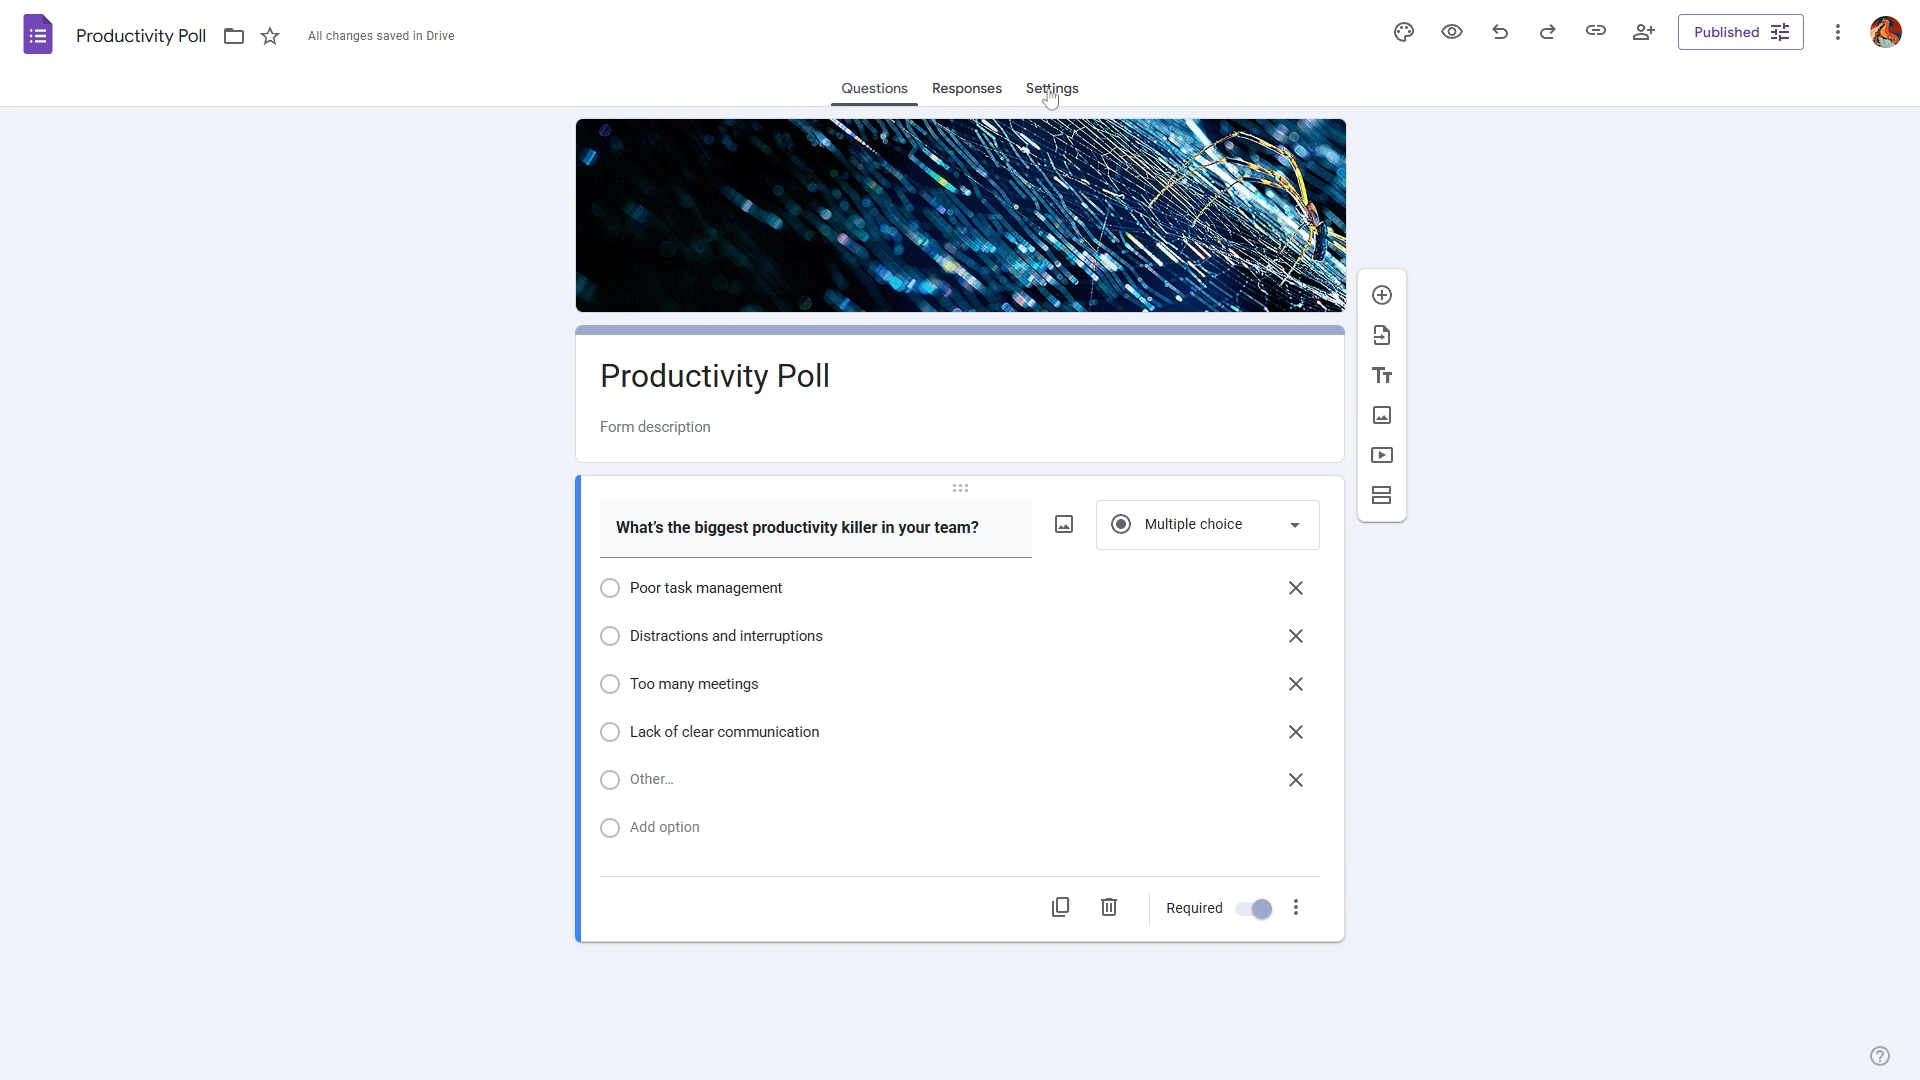 Productivity Poll
All changes saved in Drive
Published
Questions
Responses
Settings
Productivity Poll
Form description
What's the biggest productivity killer in your team?
Multiple choice
Poor task management
Distractions and interruptions
Too many meetings
Lack of clear communication
Other...
Add option
Required